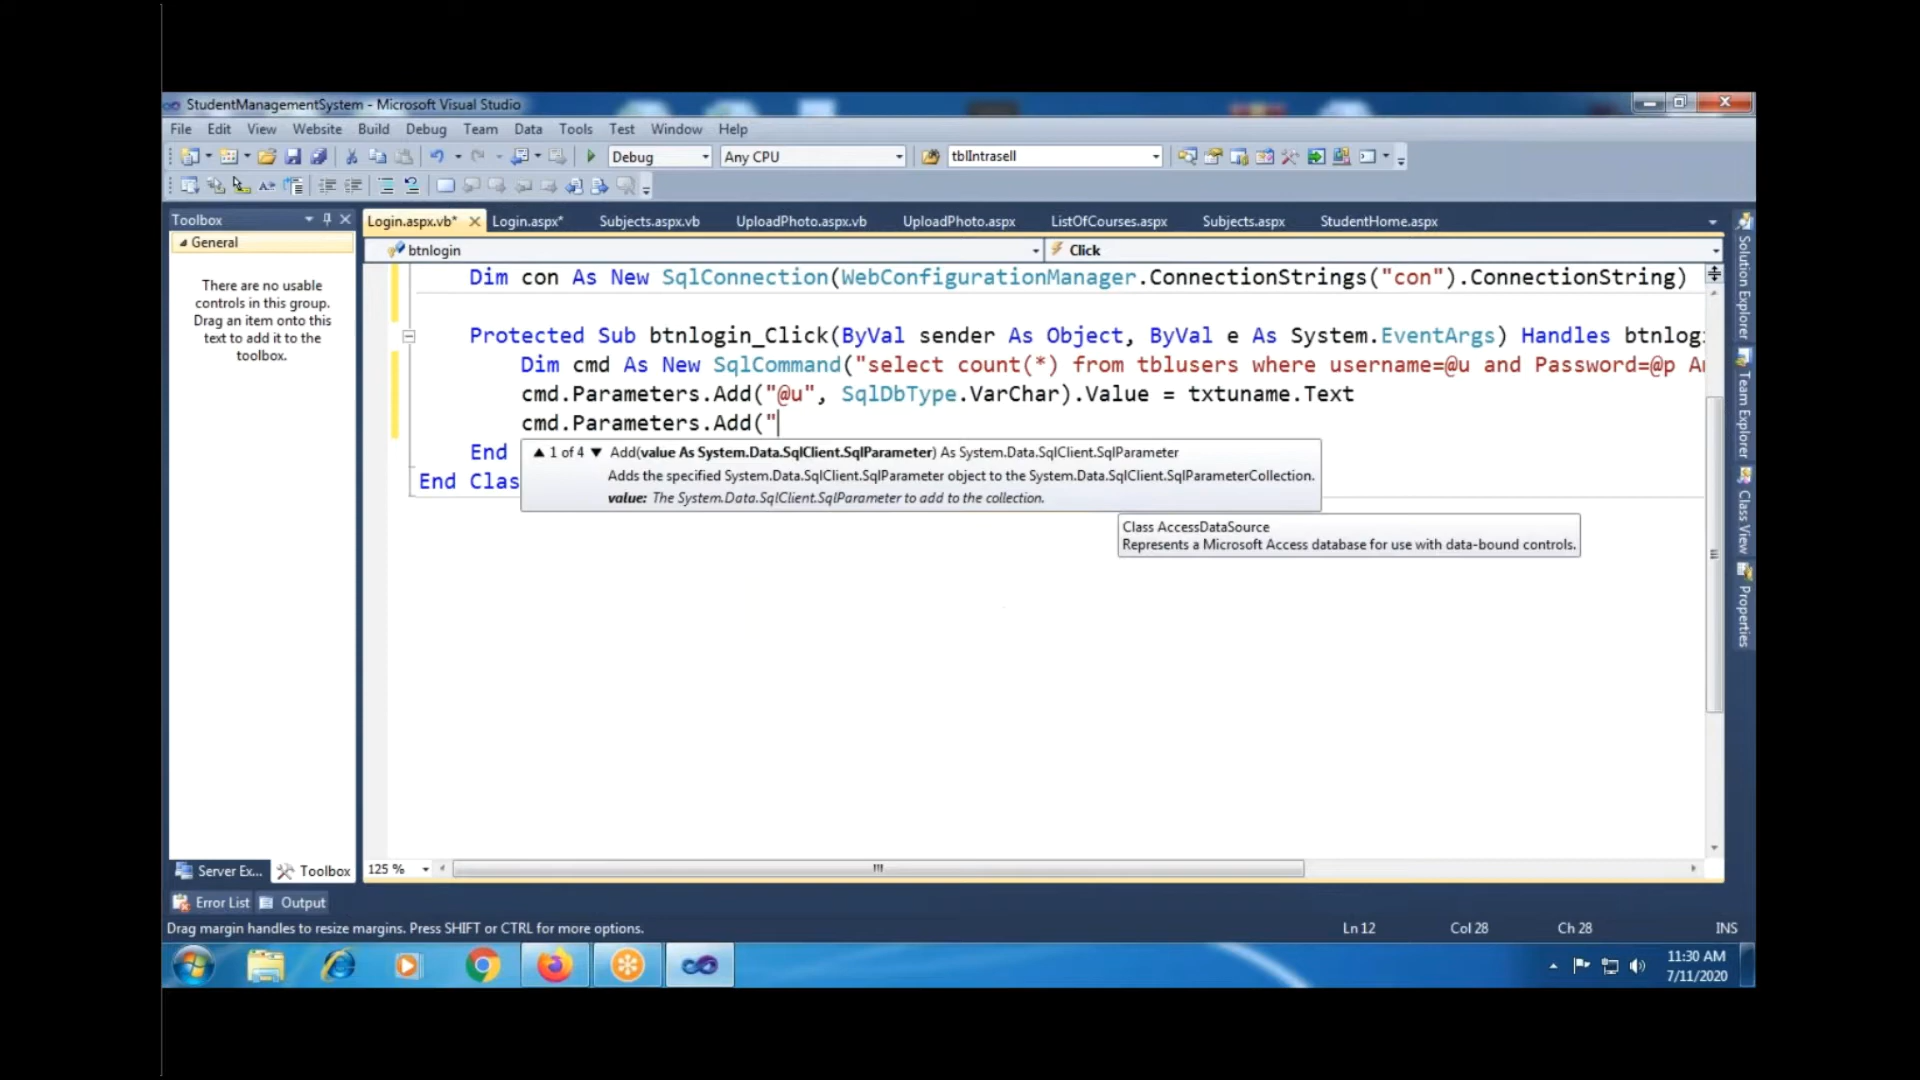 StudentManagementSystem - Microsoft Visual Studio
File Edit View Website Build Debug Team Data Tools Test Window Help
Debug Any CPU tblIntrasell
Toolbox
Login.aspx.vb* Login.aspx* Subjects.aspx.vb UploadPhoto.aspx.vb UploadPhoto.aspx ListOfCourses.aspx Subjects.aspx StudentHome.aspx
General
btnlogin Click
There are no usable
controls in this group.
Drag an item onto this
text to add it to the
toolbox.
Dim con As New SqlConnection(WebConfigurationManager.ConnectionStrings("con").ConnectionString)
Protected Sub btnlogin_Click(ByVal sender As Object, ByVal e As System.EventArgs) Handles btnlogi
Dim cmd As New SqlCommand("select count(*) from tblusers where username=@u and Password=@p An
cmd.Parameters.Add("@u", SqlDbType.VarChar).Value = txtuname.Text
cmd.Parameters.Add("
End
End Clas
1 of 4 Add(value As System.Data.SqlClient.SqlParameter) As System.Data.SqlClient.SqlParameter
Adds the specified System.Data.SqlClient.SqlParameter object to the System.Data.SqlClient.SqlParameterCollection.
value: The System.Data.SqlClient.SqlParameter to add to the collection.
Class AccessDataSource
Represents a Microsoft Access database for use with data-bound controls.
Solution Explorer
Team Explorer
Class View
Properties
Server Ex... Toolbox
125 %
Error List Output
Drag margin handles to resize margins. Press SHIFT or CTRL for more options.
Ln 12 Col 28 Ch 28 INS
11:30 AM
7/11/2020